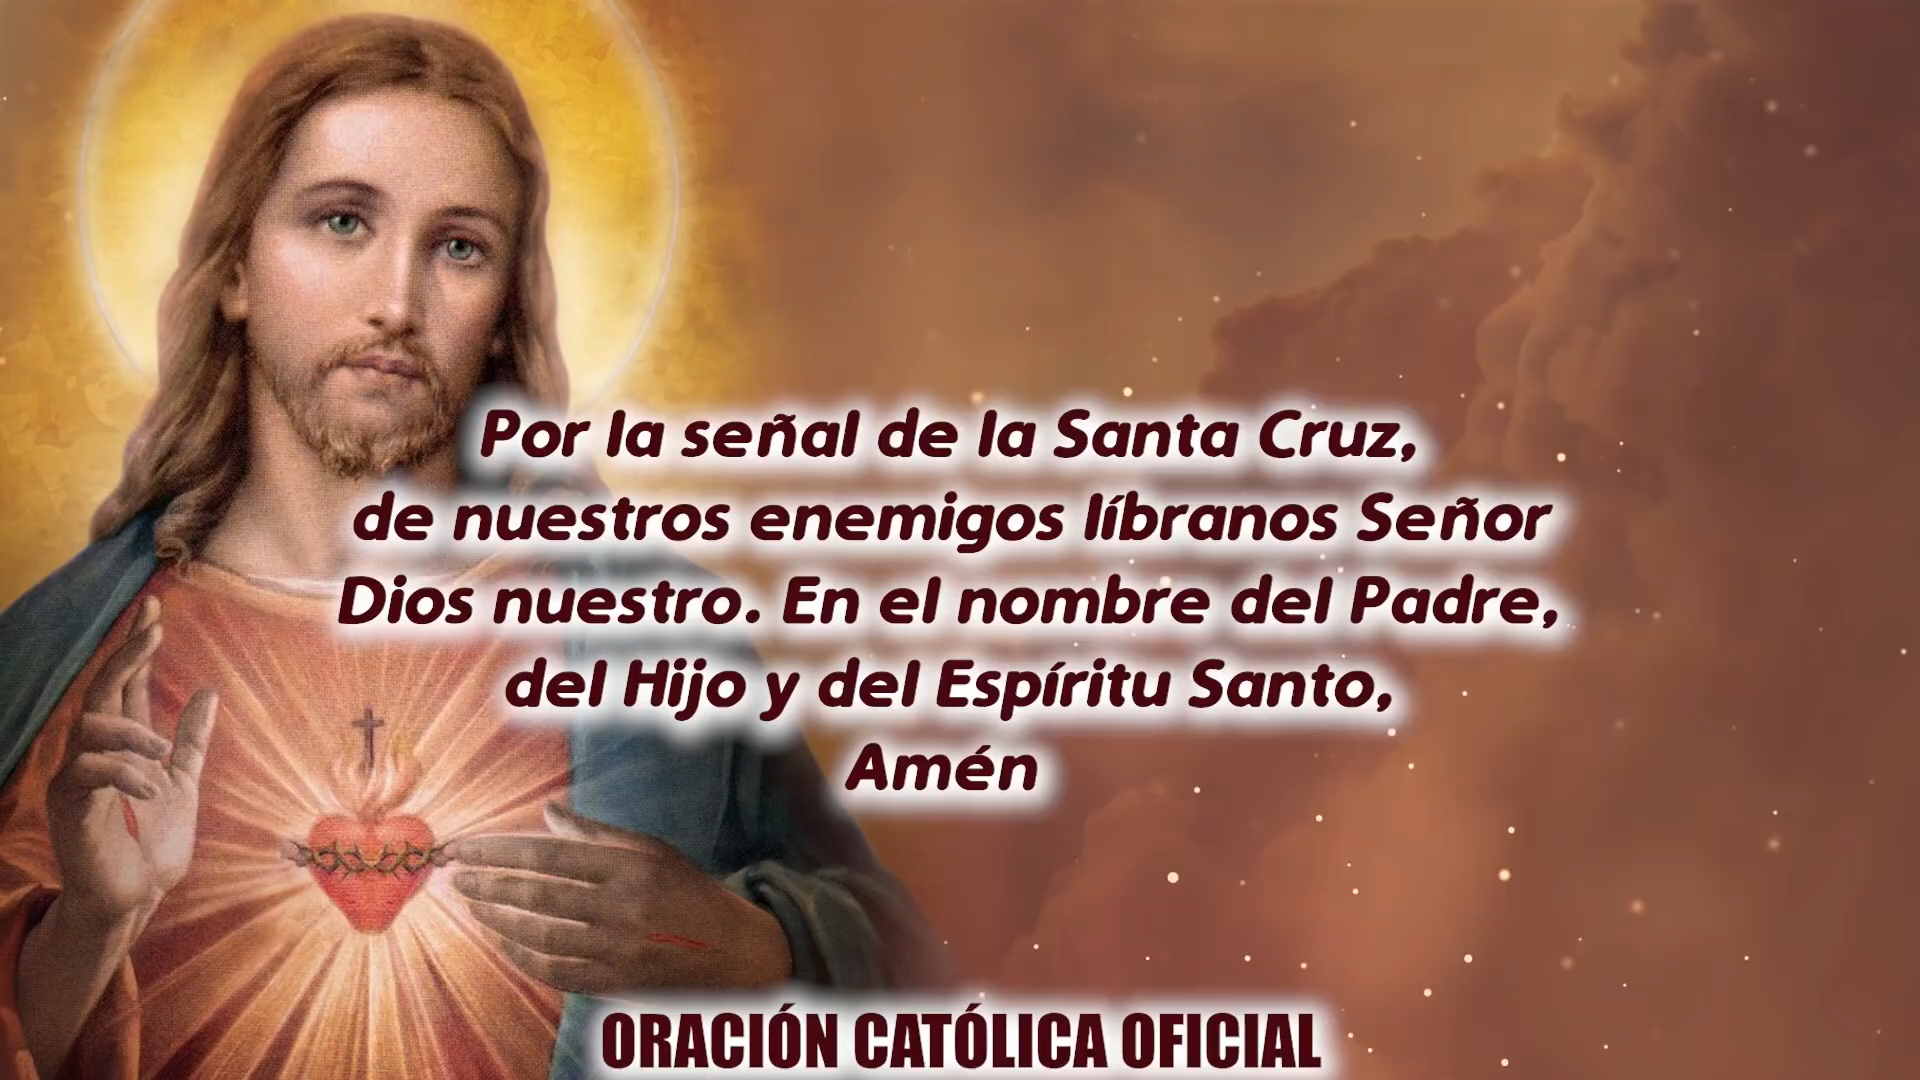 Por la señal de la Santa Cruz,
de nuestros enemigos líbranos Señor
Dios nuestro. En el nombre del Padre,
del Hijo y del Espíritu Santo,
Amén
ORACIÓN CATÓLICA OFICIAL